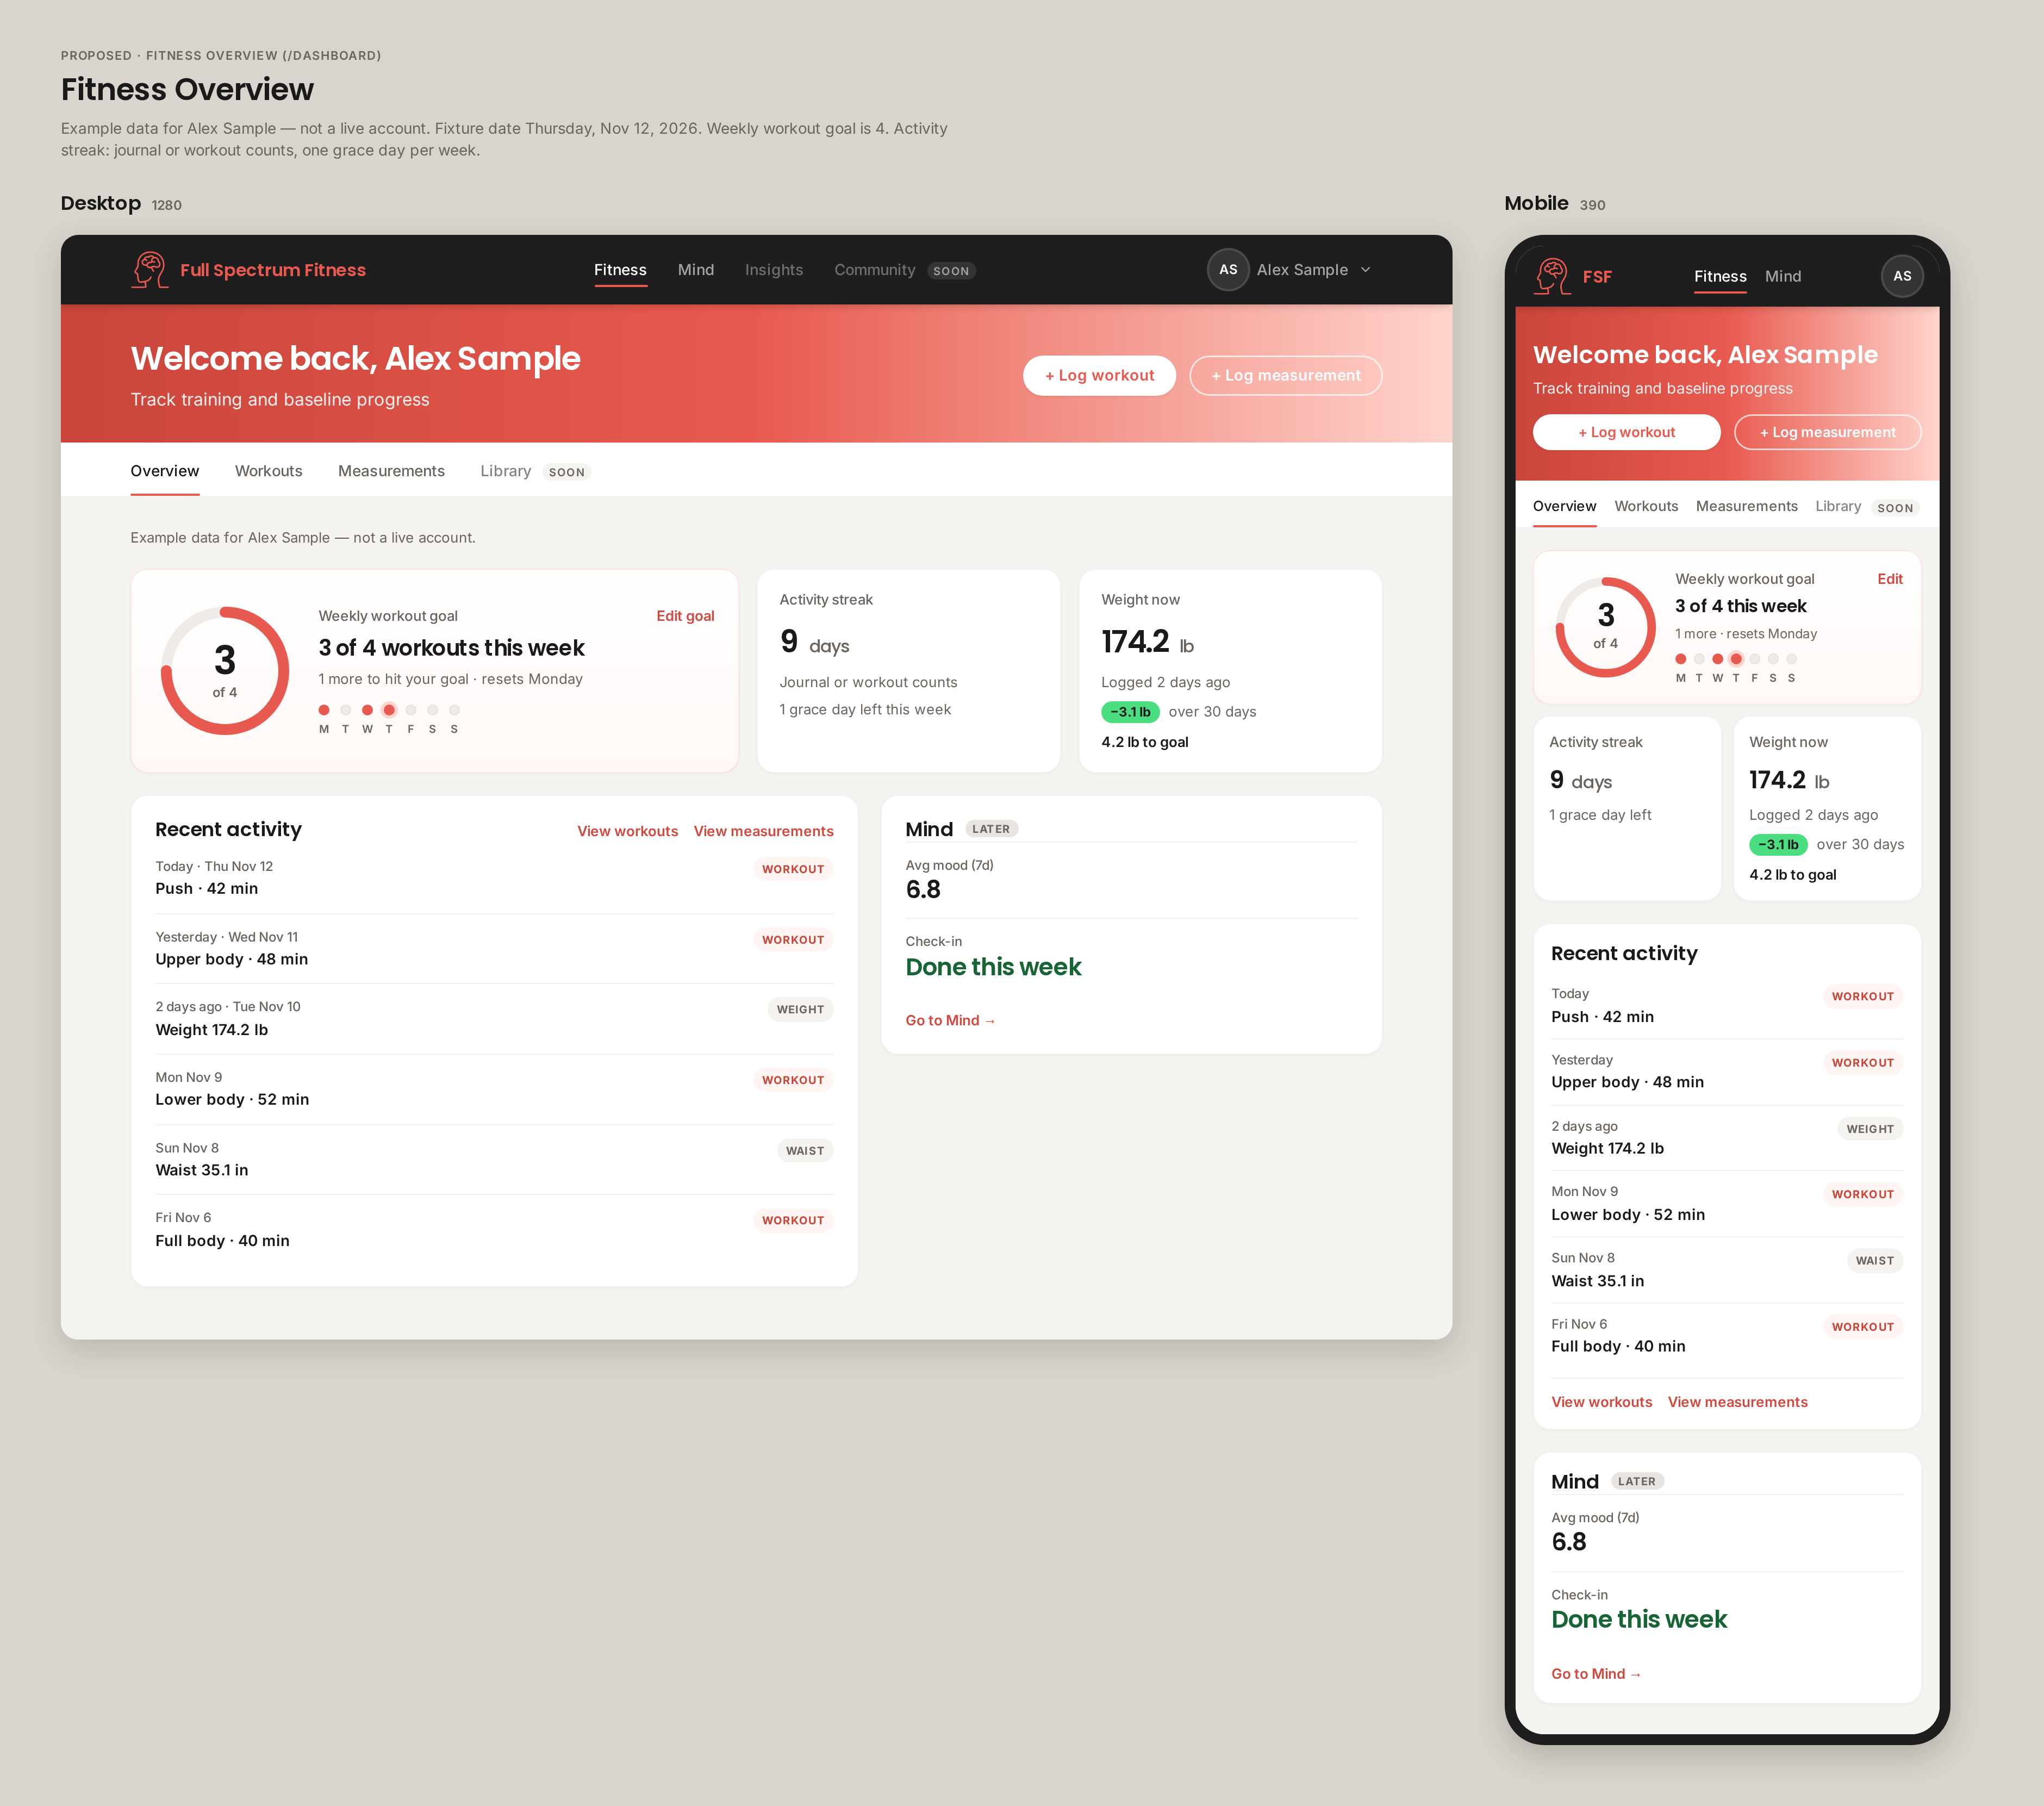 PROPOSED · FITNESS OVERVIEW (/DASHBOARD)
Fitness Overview
Example data for Alex Sample — not a live account. Fixture date Thursday, Nov 12, 2026. Weekly workout goal is 4. Activity
streak: journal or workout counts, one grace day per week.
Desktop 1280
Full Spectrum Fitness
Fitness Mind Insights Community SOON
AS Alex Sample
Welcome back, Alex Sample
Track training and baseline progress
+ Log workout + Log measurement
Overview Workouts Measurements Library SOON
Example data for Alex Sample — not a live account.
3
of 4
Weekly workout goal Edit goal
3 of 4 workouts this week
1 more to hit your goal · resets Monday
M T W T F S S
Activity streak
9 days
Journal or workout counts
1 grace day left this week
Weight now
174.2 lb
Logged 2 days ago
−3.1 lb over 30 days
4.2 lb to goal
Recent activity View workouts View measurements
Today · Thu Nov 12 WORKOUT
Push · 42 min
Yesterday · Wed Nov 11 WORKOUT
Upper body · 48 min
2 days ago · Tue Nov 10 WEIGHT
Weight 174.2 lb
Mon Nov 9 WORKOUT
Lower body · 52 min
Sun Nov 8 WAIST
Waist 35.1 in
Fri Nov 6 WORKOUT
Full body · 40 min
Mind LATER
Avg mood (7d)
6.8
Check-in
Done this week
Go to Mind →
Mobile 390
FSF Fitness Mind AS
Welcome back, Alex Sample
Track training and baseline progress
+ Log workout + Log measurement
Overview Workouts Measurements Library SOON
3
of 4
Weekly workout goal Edit
3 of 4 this week
1 more · resets Monday
M T W T F S S
Activity streak
9 days
1 grace day left
Weight now
174.2 lb
Logged 2 days ago
−3.1 lb over 30 days
4.2 lb to goal
Recent activity
Today WORKOUT
Push · 42 min
Yesterday WORKOUT
Upper body · 48 min
2 days ago WEIGHT
Weight 174.2 lb
Mon Nov 9 WORKOUT
Lower body · 52 min
Sun Nov 8 WAIST
Waist 35.1 in
Fri Nov 6 WORKOUT
Full body · 40 min
View workouts View measurements
Mind LATER
Avg mood (7d)
6.8
Check-in
Done this week
Go to Mind →